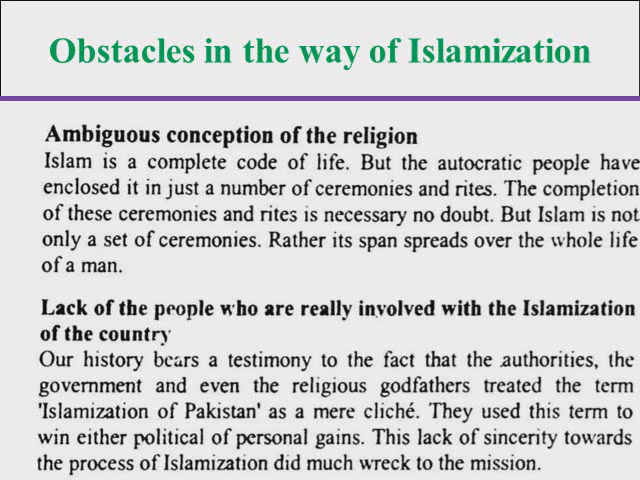 Obstacles in the way of Islamization
Ambiguous conception of the religion
Islam is a complete code of life. But the autocratic people have
enclosed it in just a number of ceremonies and rites. The completion
of these ceremonies and rites is necessary no doubt. But Islam is not
only a set of ceremonies. Rather its span spreads over the whole life
of a man.
Lack of the people who are really involved with the Islamization
of the country
Our history bears a testimony to the fact that the authorities, the
government and even the religious godfathers treated the term
'Islamization of Pakistan' as a mere cliché. They used this term to
win either political of personal gains. This lack of sincerity towards
the process of Islamization did much wreck to the mission.